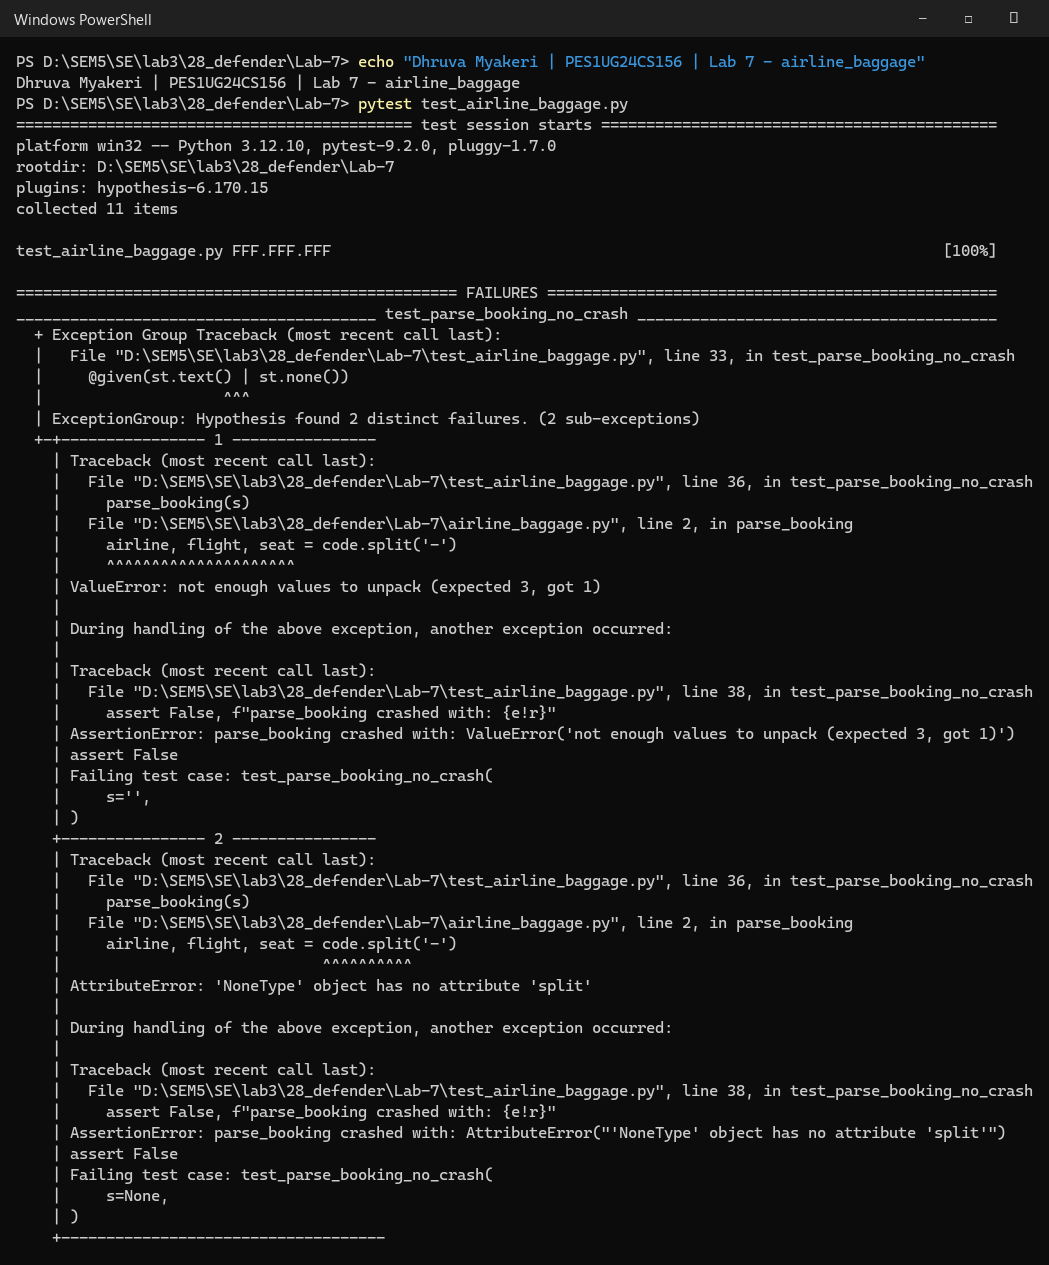 Windows PowerShell
PS D:\SEM5\SE\lab3\28_defender\Lab-7> echo "Dhruva Myakeri | PES1UG24CS156 | Lab 7 - airline_baggage"
Dhruva Myakeri | PES1UG24CS156 | Lab 7 - airline_baggage
PS D:\SEM5\SE\lab3\28_defender\Lab-7> pytest test_airline_baggage.py
============================================ test session starts ============================================
platform win32 -- Python 3.12.10, pytest-9.2.0, pluggy-1.7.0
rootdir: D:\SEM5\SE\lab3\28_defender\Lab-7
plugins: hypothesis-6.170.15
collected 11 items

test_airline_baggage.py FFF.FFF.FFF                                                                    [100%]

================================================= FAILURES ==================================================
________________________________________ test_parse_booking_no_crash ________________________________________
  + Exception Group Traceback (most recent call last):
  |   File "D:\SEM5\SE\lab3\28_defender\Lab-7\test_airline_baggage.py", line 33, in test_parse_booking_no_crash
  |     @given(st.text() | st.none())
  |                    ^^^
  | ExceptionGroup: Hypothesis found 2 distinct failures. (2 sub-exceptions)
  +-+---------------- 1 ----------------
    | Traceback (most recent call last):
    |   File "D:\SEM5\SE\lab3\28_defender\Lab-7\test_airline_baggage.py", line 36, in test_parse_booking_no_crash
    |     parse_booking(s)
    |   File "D:\SEM5\SE\lab3\28_defender\Lab-7\airline_baggage.py", line 2, in parse_booking
    |     airline, flight, seat = code.split('-')
    |     ^^^^^^^^^^^^^^^^^^^^^
    | ValueError: not enough values to unpack (expected 3, got 1)
    |
    | During handling of the above exception, another exception occurred:
    |
    | Traceback (most recent call last):
    |   File "D:\SEM5\SE\lab3\28_defender\Lab-7\test_airline_baggage.py", line 38, in test_parse_booking_no_crash
    |     assert False, f"parse_booking crashed with: {e!r}"
    | AssertionError: parse_booking crashed with: ValueError('not enough values to unpack (expected 3, got 1)')
    | assert False
    | Failing test case: test_parse_booking_no_crash(
    |     s='',
    | )
    +---------------- 2 ----------------
    | Traceback (most recent call last):
    |   File "D:\SEM5\SE\lab3\28_defender\Lab-7\test_airline_baggage.py", line 36, in test_parse_booking_no_crash
    |     parse_booking(s)
    |   File "D:\SEM5\SE\lab3\28_defender\Lab-7\airline_baggage.py", line 2, in parse_booking
    |     airline, flight, seat = code.split('-')
    |                             ^^^^^^^^^^
    | AttributeError: 'NoneType' object has no attribute 'split'
    |
    | During handling of the above exception, another exception occurred:
    |
    | Traceback (most recent call last):
    |   File "D:\SEM5\SE\lab3\28_defender\Lab-7\test_airline_baggage.py", line 38, in test_parse_booking_no_crash
    |     assert False, f"parse_booking crashed with: {e!r}"
    | AssertionError: parse_booking crashed with: AttributeError("'NoneType' object has no attribute 'split'")
    | assert False
    | Failing test case: test_parse_booking_no_crash(
    |     s=None,
    | )
    +------------------------------------